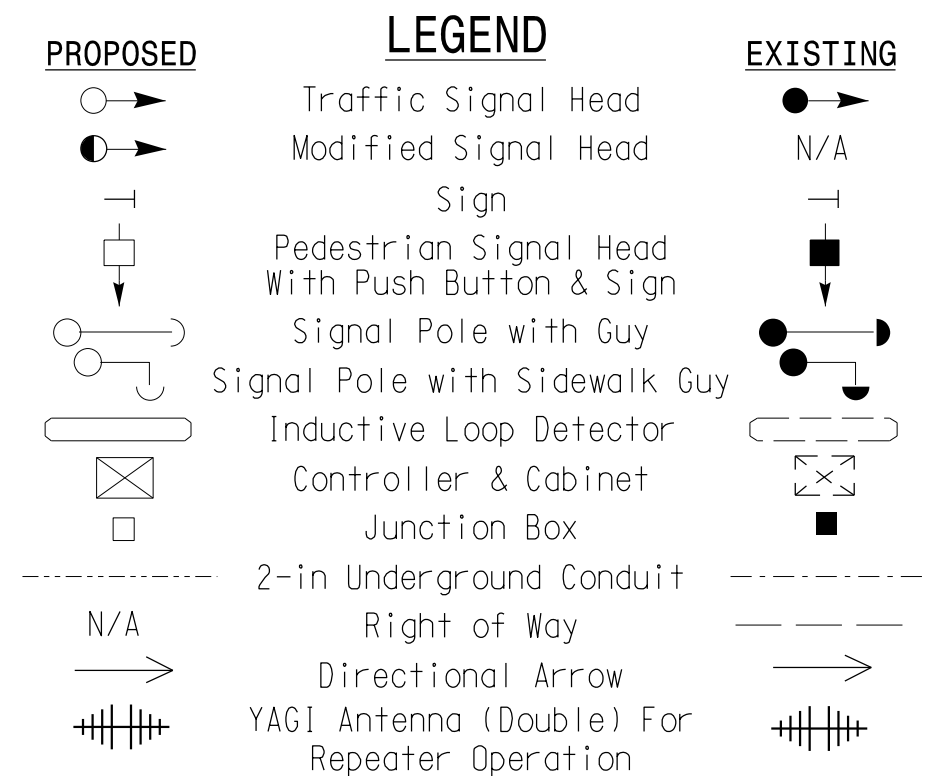 LEGEND
PROPOSED EXISTING
Traffic Signal Head
Modified Signal Head N/A
Sign
Pedestrian Signal Head
With Push Button & Sign
Signal Pole with Guy
Signal Pole with Sidewalk Guy
Inductive Loop Detector
Controller & Cabinet
Junction Box
2-in Underground Conduit
N/A Right of Way
Directional Arrow
YAGI Antenna (Double) For
Repeater Operation